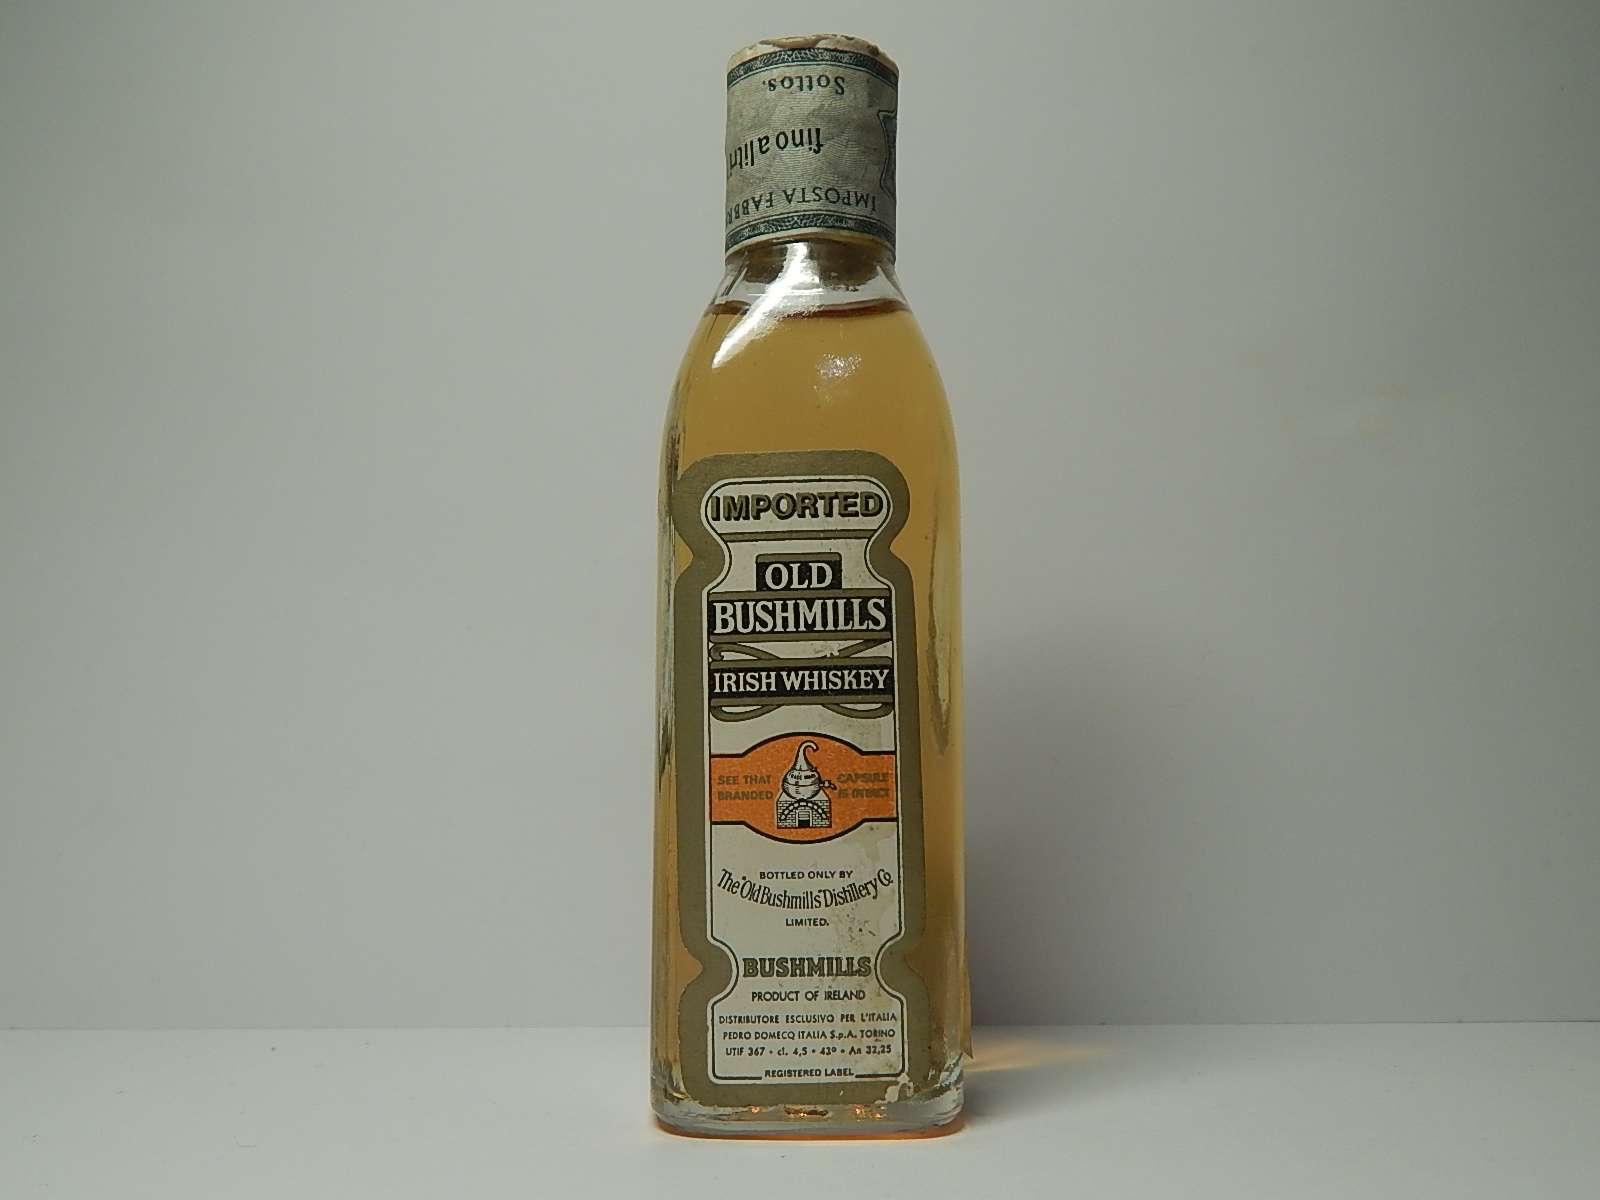 Sottos.
fino a litri
IMPOSTA FABBR
IMPORTED
OLD
BUSHMILLS
IRISH WHISKEY
SEE THAT CAPSULE
BRANDED IS INTACT
TRADE MARK
BOTTLED ONLY BY
The "Old Bushmills" Distillery Co
LIMITED.
BUSHMILLS
PRODUCT OF IRELAND
DISTRIBUTORE ESCLUSIVO PER L'ITALIA
PEDRO DOMECQ ITALIA S.p.A. TORINO
UTIF 367 • cl. 4,5 • 43° • An 32,25
REGISTERED LABEL